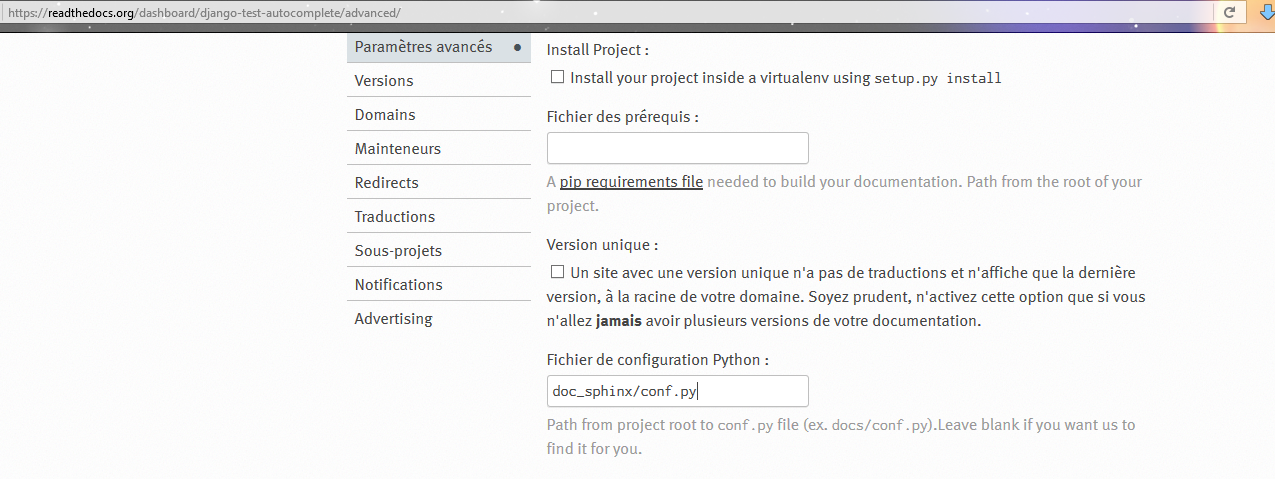 https://readthedocs.org/dashboard/django-test-autocomplete/advanced/
Paramètres avancés
Versions
Domains
Mainteneurs
Redirects
Traductions
Sous-projets
Notifications
Advertising
Install Project :
Install your project inside a virtualenv using setup.py install
Fichier des prérequis :
A pip requirements file needed to build your documentation. Path from the root of your
project.
Version unique :
Un site avec une version unique n'a pas de traductions et n'affiche que la dernière
version, à la racine de votre domaine. Soyez prudent, n'activez cette option que si vous
n'allez jamais avoir plusieurs versions de votre documentation.
Fichier de configuration Python :
doc_sphinx/conf.py
Path from project root to conf.py file (ex. docs/conf.py).Leave blank if you want us to
find it for you.